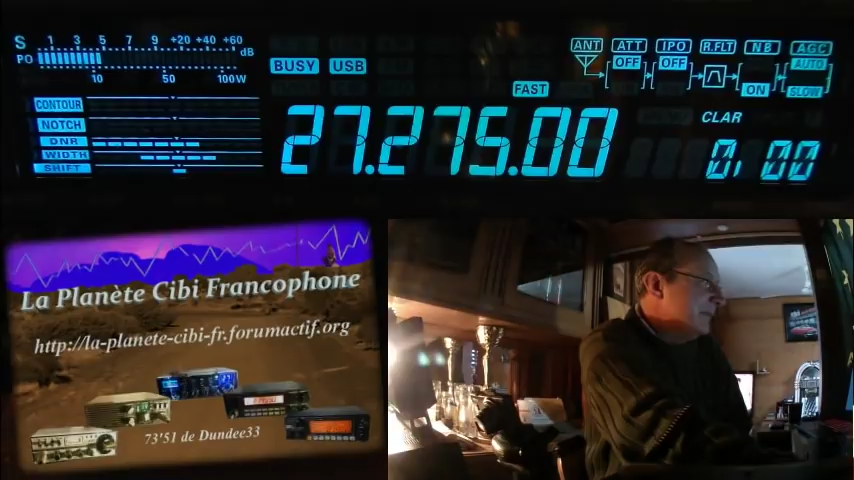 S 1 3 5 7 9 +20 +40 +60 dB
PO 10 50 100W
BUSY USB
FAST
ANT ATT IPO R.FLT NB AGC
OFF OFF AUTO
ON SLOW
CONTOUR
NOTCH
DNR
WIDTH
SHIFT
27.275.00
CLAR
0, 00
La Planète Cibi Francophone
http://la-planete-cibi-fr.forumactif.org
73'51 de Dundee33